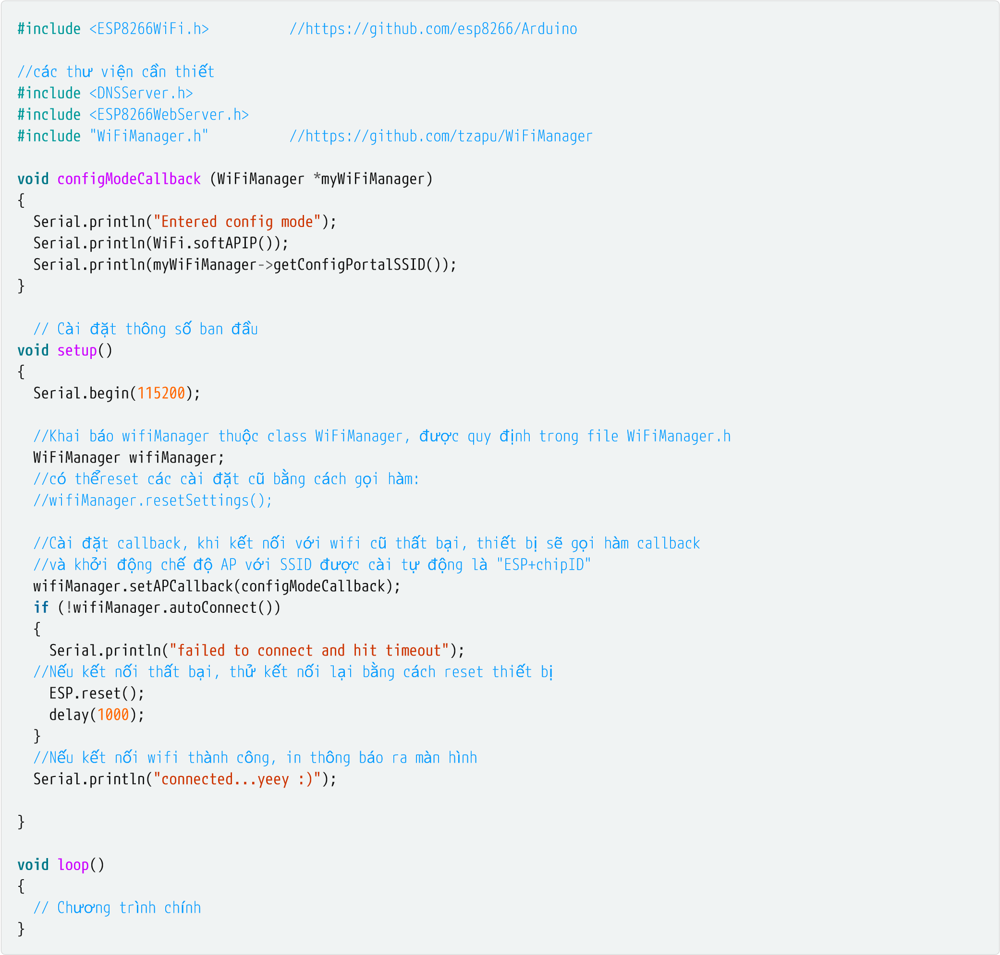 #include <ESP8266WiFi.h>          //https://github.com/esp8266/Arduino
//các thư viện cần thiết
#include <DNSServer.h>
#include <ESP8266WebServer.h>
#include "WiFiManager.h"          //https://github.com/tzapu/WiFiManager
void configModeCallback (WiFiManager *myWiFiManager)
{
  Serial.println("Entered config mode");
  Serial.println(WiFi.softAPIP());
  Serial.println(myWiFiManager->getConfigPortalSSID());
}
  // Cài đặt thông số ban đầu
void setup()
{
  Serial.begin(115200);
  //Khai báo wifiManager thuộc class WiFiManager, được quy định trong file WiFiManager.h
  WiFiManager wifiManager;
  //có thểreset các cài đặt cũ bằng cách gọi hàm:
  //wifiManager.resetSettings();
  //Cài đặt callback, khi kết nối với wifi cũ thất bại, thiết bị sẽ gọi hàm callback
  //và khởi động chế độ AP với SSID được cài tự động là "ESP+chipID"
  wifiManager.setAPCallback(configModeCallback);
  if (!wifiManager.autoConnect())
  {
    Serial.println("failed to connect and hit timeout");
  //Nếu kết nối thất bại, thử kết nối lại bằng cách reset thiết bị
    ESP.reset();
    delay(1000);
  }
  //Nếu kết nối wifi thành công, in thông báo ra màn hình
  Serial.println("connected...yeey :)");
}
void loop()
{
  // Chương trình chính
}